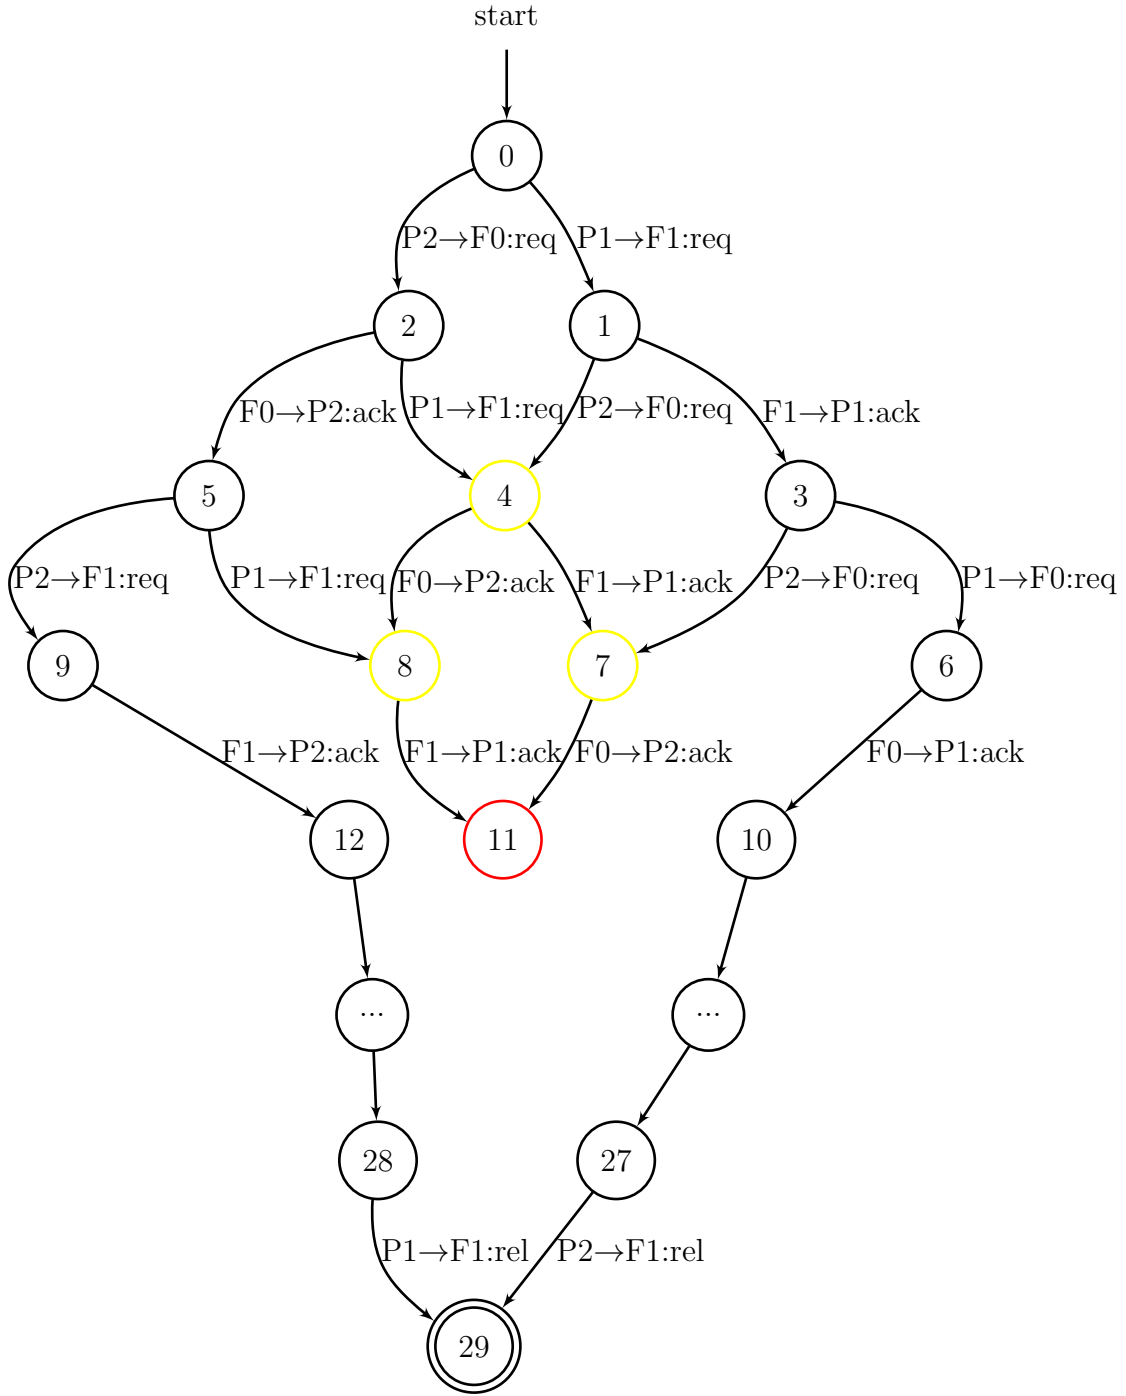 start
0
P2→F0:req P1→F1:req
2 1
F0→P2:ack P1→F1:req P2→F0:req F1→P1:ack
5 4 3
P2→F1:req P1→F1:req F0→P2:ack F1→P1:ack P2→F0:req P1→F0:req
9 8 7 6
F1→P2:ack F1→P1:ack F0→P2:ack F0→P1:ack
12 11 10
... ...
28 27
P1→F1:rel P2→F1:rel
29